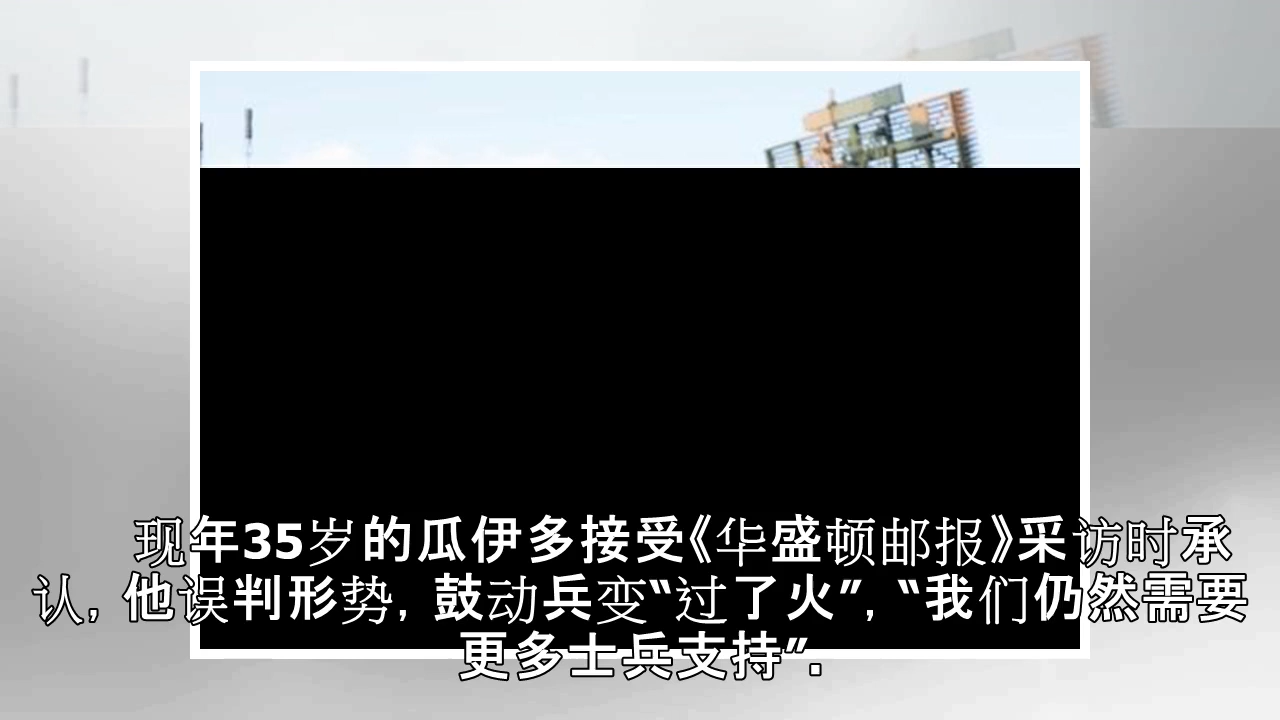 现年35岁的瓜伊多接受《华盛顿邮报》采访时承
认，他误判形势，鼓动兵变“过了火”，“我们仍然需要
更多士兵支持”.